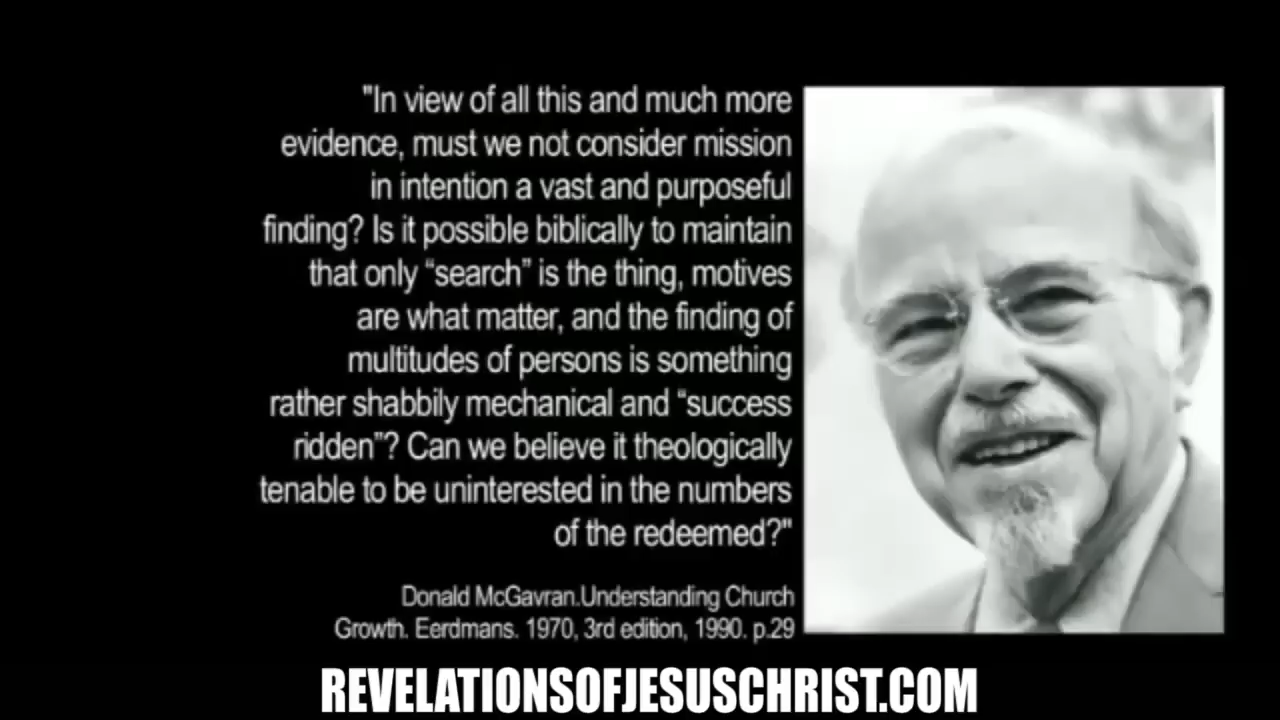 "In view of all this and much more
evidence, must we not consider mission
in intention a vast and purposeful
finding? Is it possible biblically to maintain
that only “search” is the thing, motives
are what matter, and the finding of
multitudes of persons is something
rather shabbily mechanical and “success
ridden”? Can we believe it theologically
tenable to be uninterested in the numbers
of the redeemed?"
Donald McGavran.Understanding Church
Growth. Eerdmans. 1970, 3rd edition, 1990. p.29
REVELATIONSOFJESUSCHRIST.COM